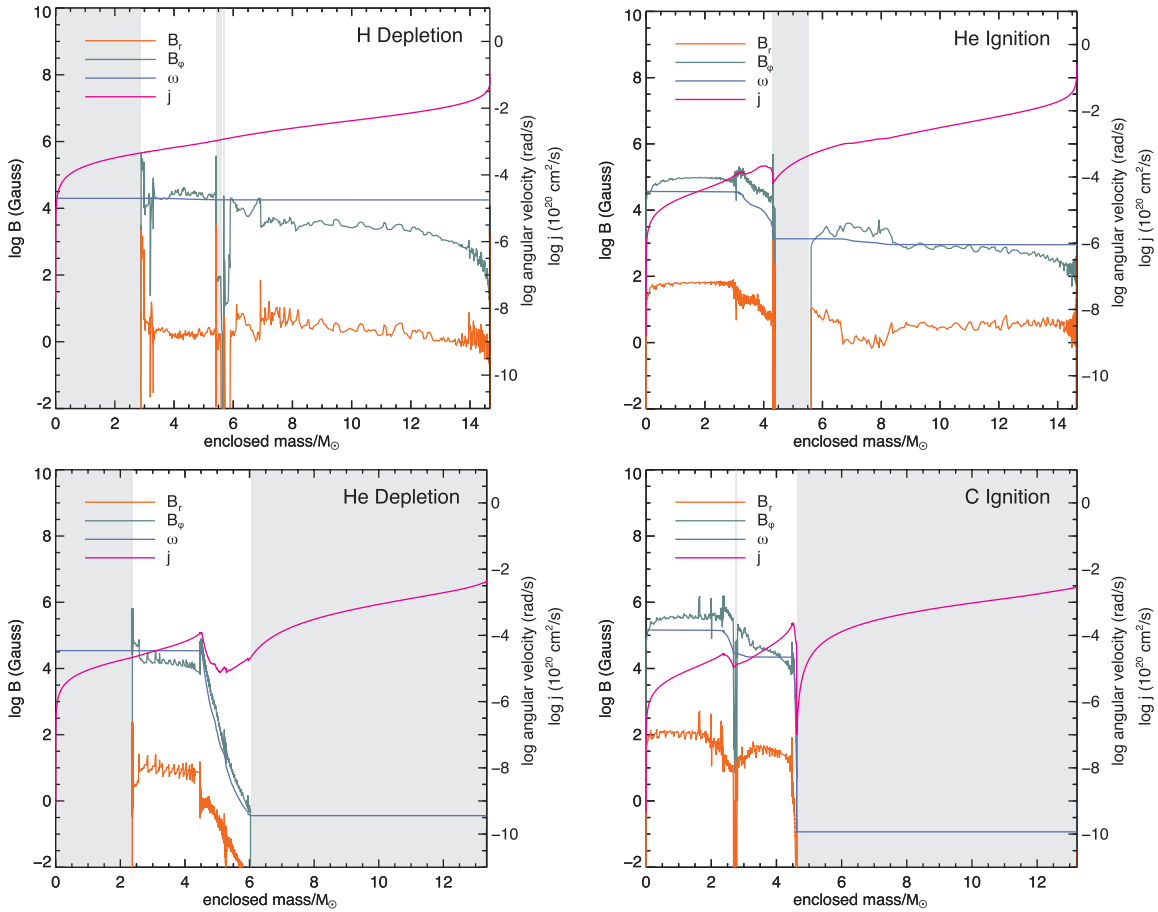 H Depletion
B_r
B_φ
ω
j
10
8
6
4
2
0
-2
0
-2
-4
-6
-8
-10
0 2 4 6 8 10 12 14
log B (Gauss)
log angular velocity (rad/s)
log j (10^20 cm^2/s)
enclosed mass/M_⊙
He Ignition
B_r
B_φ
ω
j
10
8
6
4
2
0
−2
0
-2
-4
-6
-8
-10
0 2 4 6 8 10 12 14
log B (Gauss)
log angular velocity (rad/s)
log j (10^20 cm^2/s)
enclosed mass/M_⊙
He Depletion
B_r
B_φ
ω
j
10
8
6
4
2
0
−2
0
-2
-4
-6
-8
-10
0 2 4 6 8 10 12
log B (Gauss)
log angular velocity (rad/s)
log j (10^20 cm^2/s)
enclosed mass/M_⊙
C Ignition
B_r
B_φ
ω
j
10
8
6
4
2
0
−2
0
-2
-4
-6
-8
-10
0 2 4 6 8 10 12
log B (Gauss)
log angular velocity (rad/s)
log j (10^20 cm^2/s)
enclosed mass/M_⊙